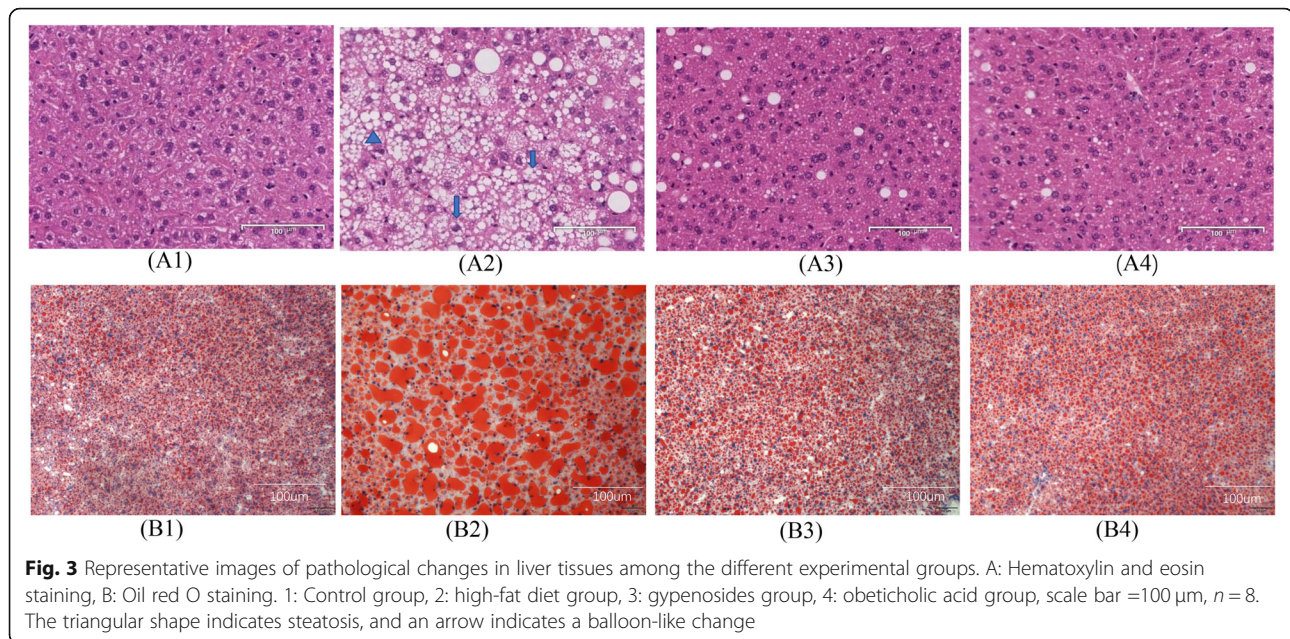 100 µm
100 µm
100 µm
100 µm
(A1)
(A2)
(A3)
(A4)
100um
100um
100um
100um
(B1)
(B2)
(B3)
(B4)
Fig. 3 Representative images of pathological changes in liver tissues among the different experimental groups. A: Hematoxylin and eosin
staining, B: Oil red O staining. 1: Control group, 2: high-fat diet group, 3: gypenosides group, 4: obeticholic acid group, scale bar =100 μm, n = 8.
The triangular shape indicates steatosis, and an arrow indicates a balloon-like change